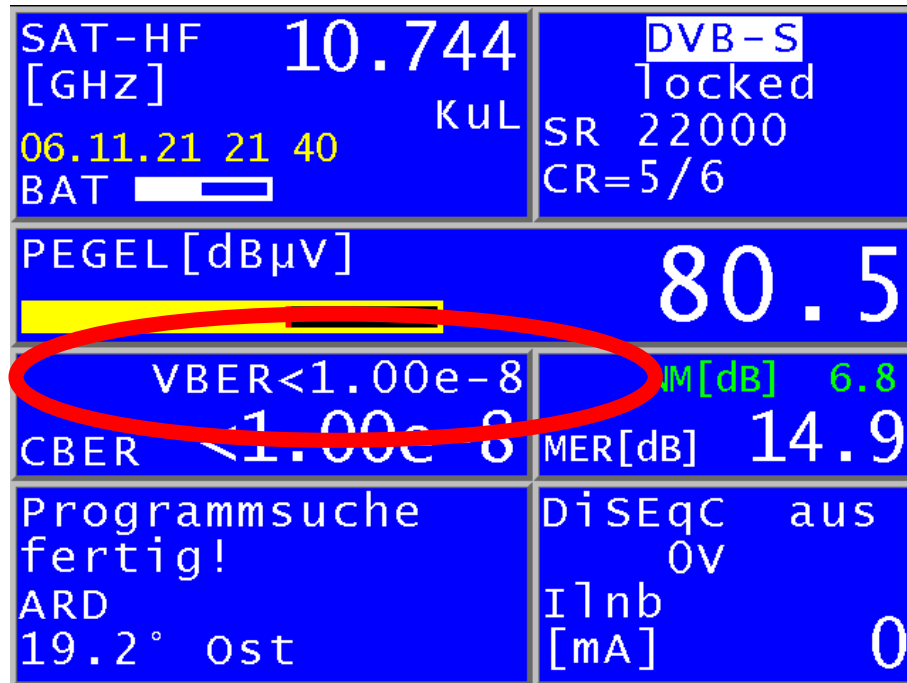 SAT-HF 10.744
[GHz]
KuL
06.11.21 21 40
BAT
DVB-S
locked
SR 22000
CR=5/6
PEGEL[dBµV] 80.5
VBER<1.00e-8
CBER <1.00e-8
NM[dB] 6.8
MER[dB] 14.9
Programmsuche
fertig!
ARD
19.2° Ost
DiSEqC aus
0V
Ilnb
[mA] 0